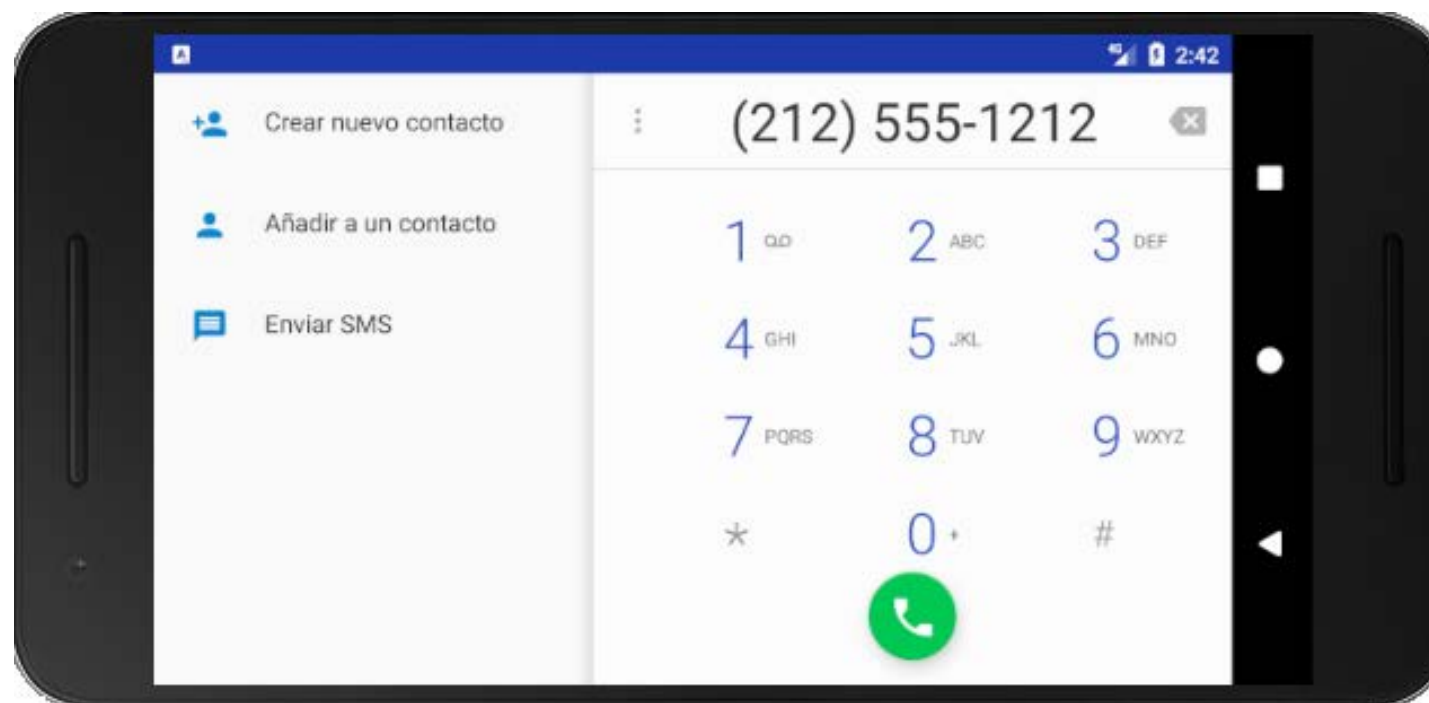 4G 2:42
Crear nuevo contacto
(212) 555-1212
Añadir a un contacto
Enviar SMS
1
2 ABC
3 DEF
4 GHI
5 JKL
6 MNO
7 PQRS
8 TUV
9 WXYZ
*
0 +
#